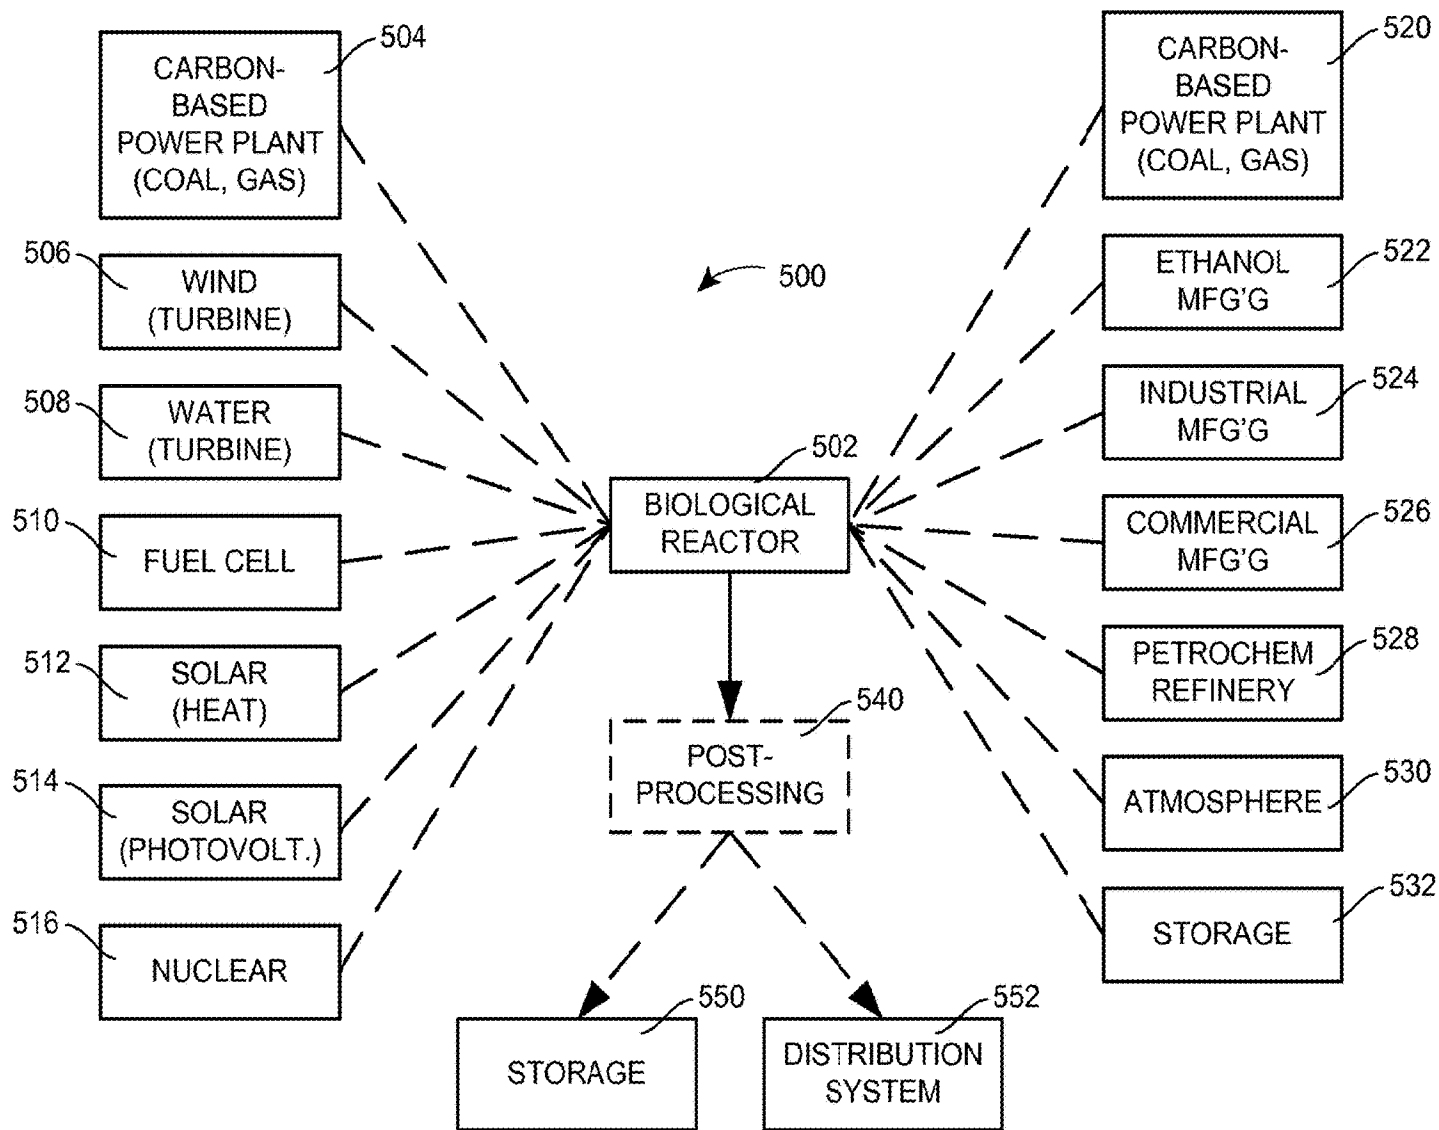 504
CARBON-
BASED
POWER PLANT
(COAL, GAS)
506
WIND
(TURBINE)
508
WATER
(TURBINE)
510
FUEL CELL
512
SOLAR
(HEAT)
514
SOLAR
(PHOTOVOLT.)
516
NUCLEAR
500
502
BIOLOGICAL
REACTOR
540
POST-
PROCESSING
550
STORAGE
552
DISTRIBUTION
SYSTEM
520
CARBON-
BASED
POWER PLANT
(COAL, GAS)
522
ETHANOL
MFG'G
524
INDUSTRIAL
MFG'G
526
COMMERCIAL
MFG'G
528
PETROCHEM
REFINERY
530
ATMOSPHERE
532
STORAGE